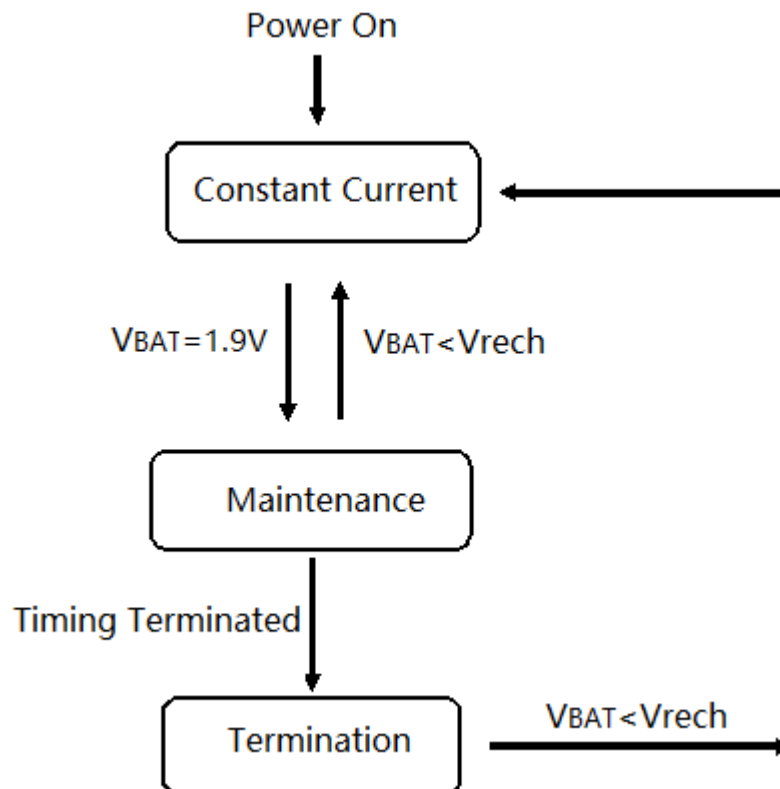 Power On
Constant Current
VBAT=1.9V
VBAT<Vrech
Maintenance
Timing Terminated
Termination
VBAT<Vrech